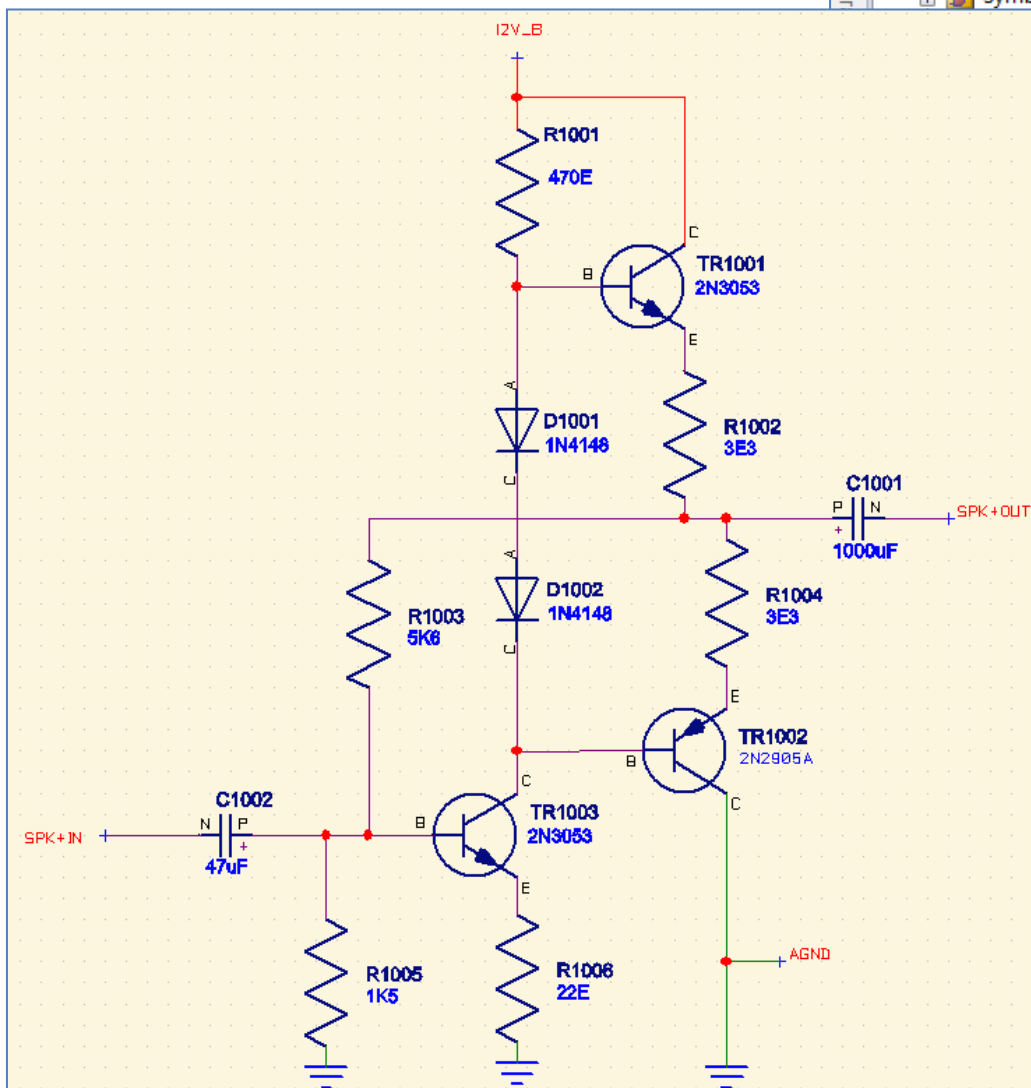 Symb
12V_B
R1001
470E
C
TR1001
B
2N3053
E
A
D1001
1N4148
R1002
3E3
C
C1001
P N
SPK+OUT
+
1000uF
A
D1002
1N4148
R1004
3E3
R1003
5K6
C
E
TR1002
B
2N2905A
C
C
C1002
TR1003
N P
B
SPK+IN
+
2N3053
47uF
E
AGND
R1005
1K5
R1006
22E